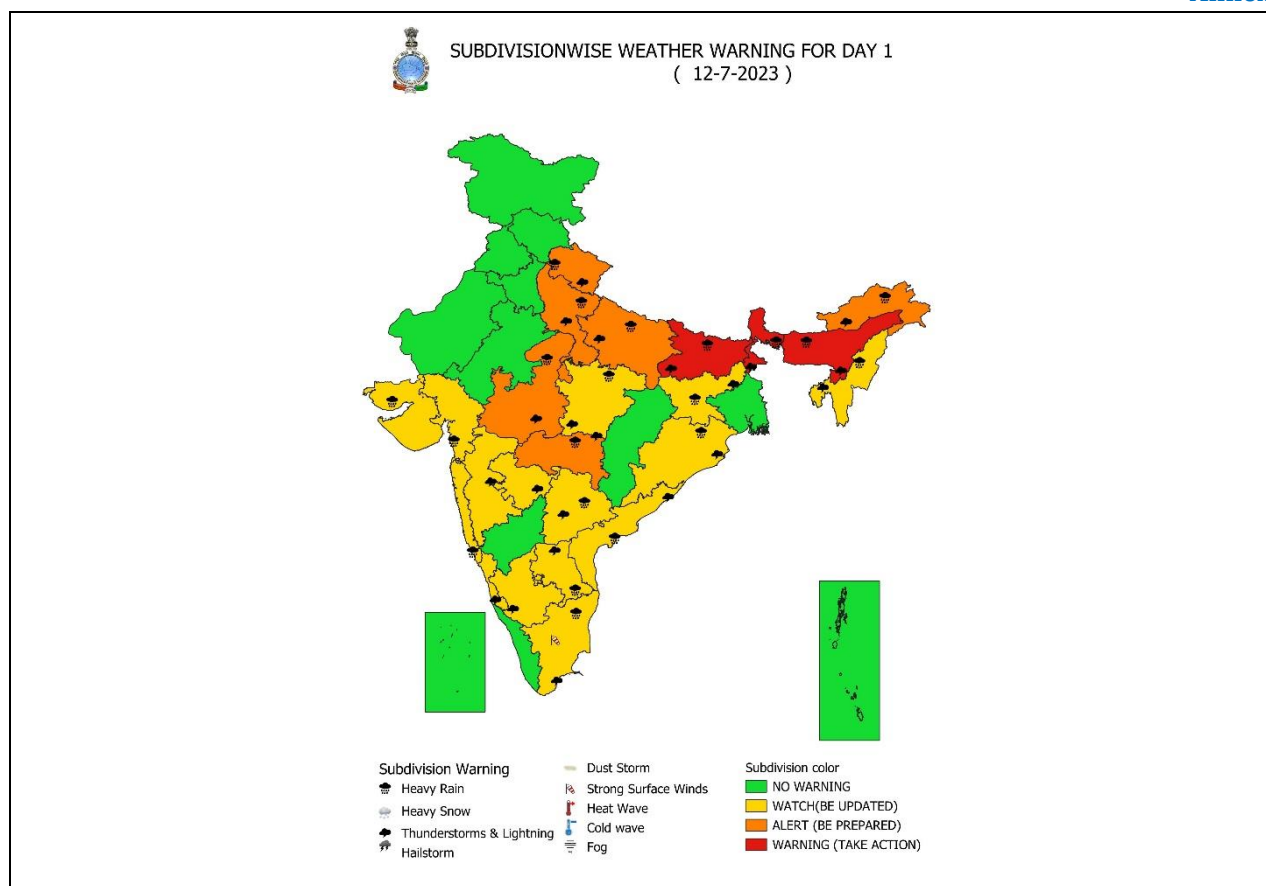 SUBDIVISIONWISE WEATHER WARNING FOR DAY 1
( 12-7-2023 )
Subdivision Warning
Heavy Rain
Heavy Snow
Thunderstorms & Lightning
Hailstorm
Dust Storm
Strong Surface Winds
Heat Wave
Cold wave
Fog
Subdivision color
NO WARNING
WATCH(BE UPDATED)
ALERT (BE PREPARED)
WARNING (TAKE ACTION)